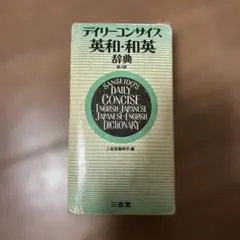 デイリーコンサイス
英和・和英
辞典
第4版
SANSEIDO'S
DAILY
CONCISE
ENGLISH-JAPANESE
JAPANESE-ENGLISH
DICTIONARY
三省堂編修所 編
三省堂